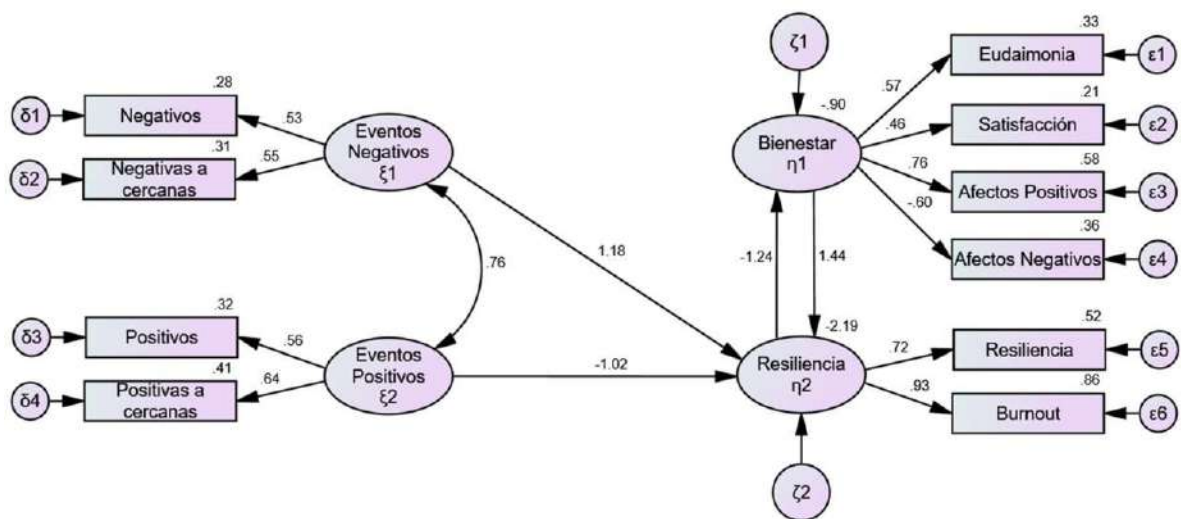 ζ1
.33
Eudaimonia
ε1
.28
δ1
Negativos
.53
Eventos
Negativos
ξ1
-.90
.57
.21
Bienestar
η1
.46
Satisfacción
ε2
.31
δ2
Negativas a
cercanas
.55
.76
.58
Afectos Positivos
ε3
-.60
.36
Afectos Negativos
ε4
.76
1.18
-1.24
1.44
.32
δ3
Positivos
.56
Eventos
Positivos
ξ2
-1.02
-2.19
Resiliencia
η2
.72
.52
Resiliencia
ε5
.41
δ4
Positivas a
cercanas
.64
.93
.86
Burnout
ε6
ζ2